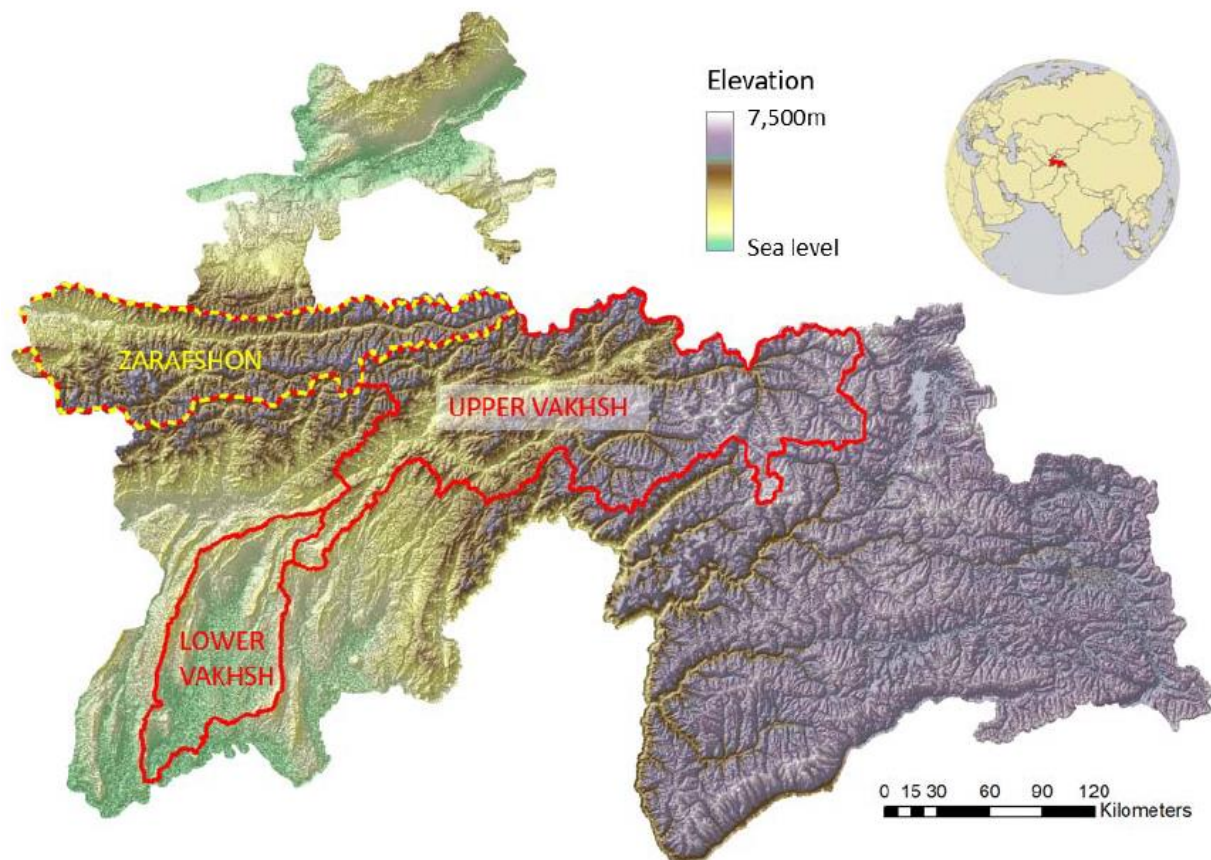 Elevation
7,500m
Sea level
ZARAFSHON
UPPER VAKHSH
LOWER
VAKHSH
0 15 30 60 90 120
Kilometers